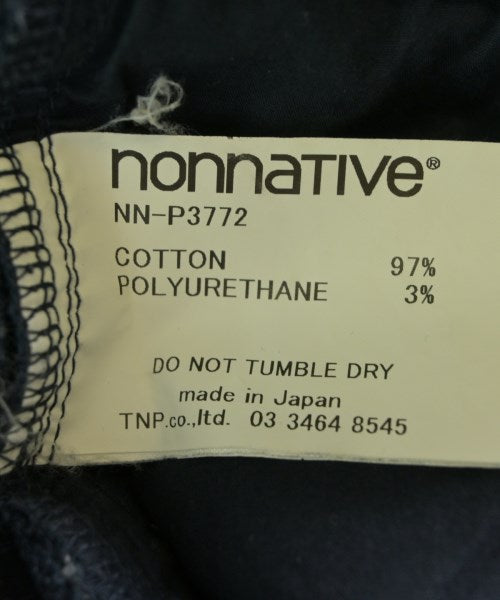 nonnative®
NN-P3772
COTTON 97%
POLYURETHANE 3%
DO NOT TUMBLE DRY
made in Japan
TNP.co.,ltd. 03 3464 8545